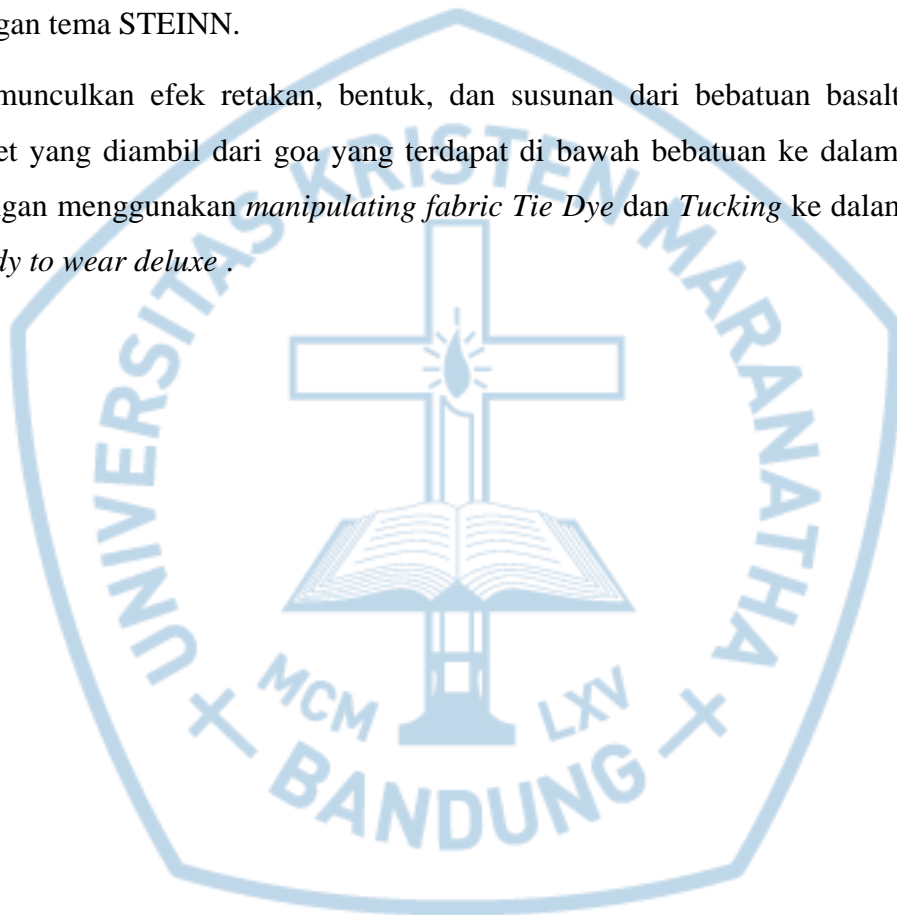 gan tema STEINN.
munculkan efek retakan, bentuk, dan susunan dari bebatuan basalt
et yang diambil dari goa yang terdapat di bawah bebatuan ke dalam
ngan menggunakan manipulating fabric Tie Dye dan Tucking ke dalam
dy to wear deluxe .
UNIVERSITAS KRISTEN MARANATHA
MCM LXV
BANDUNG